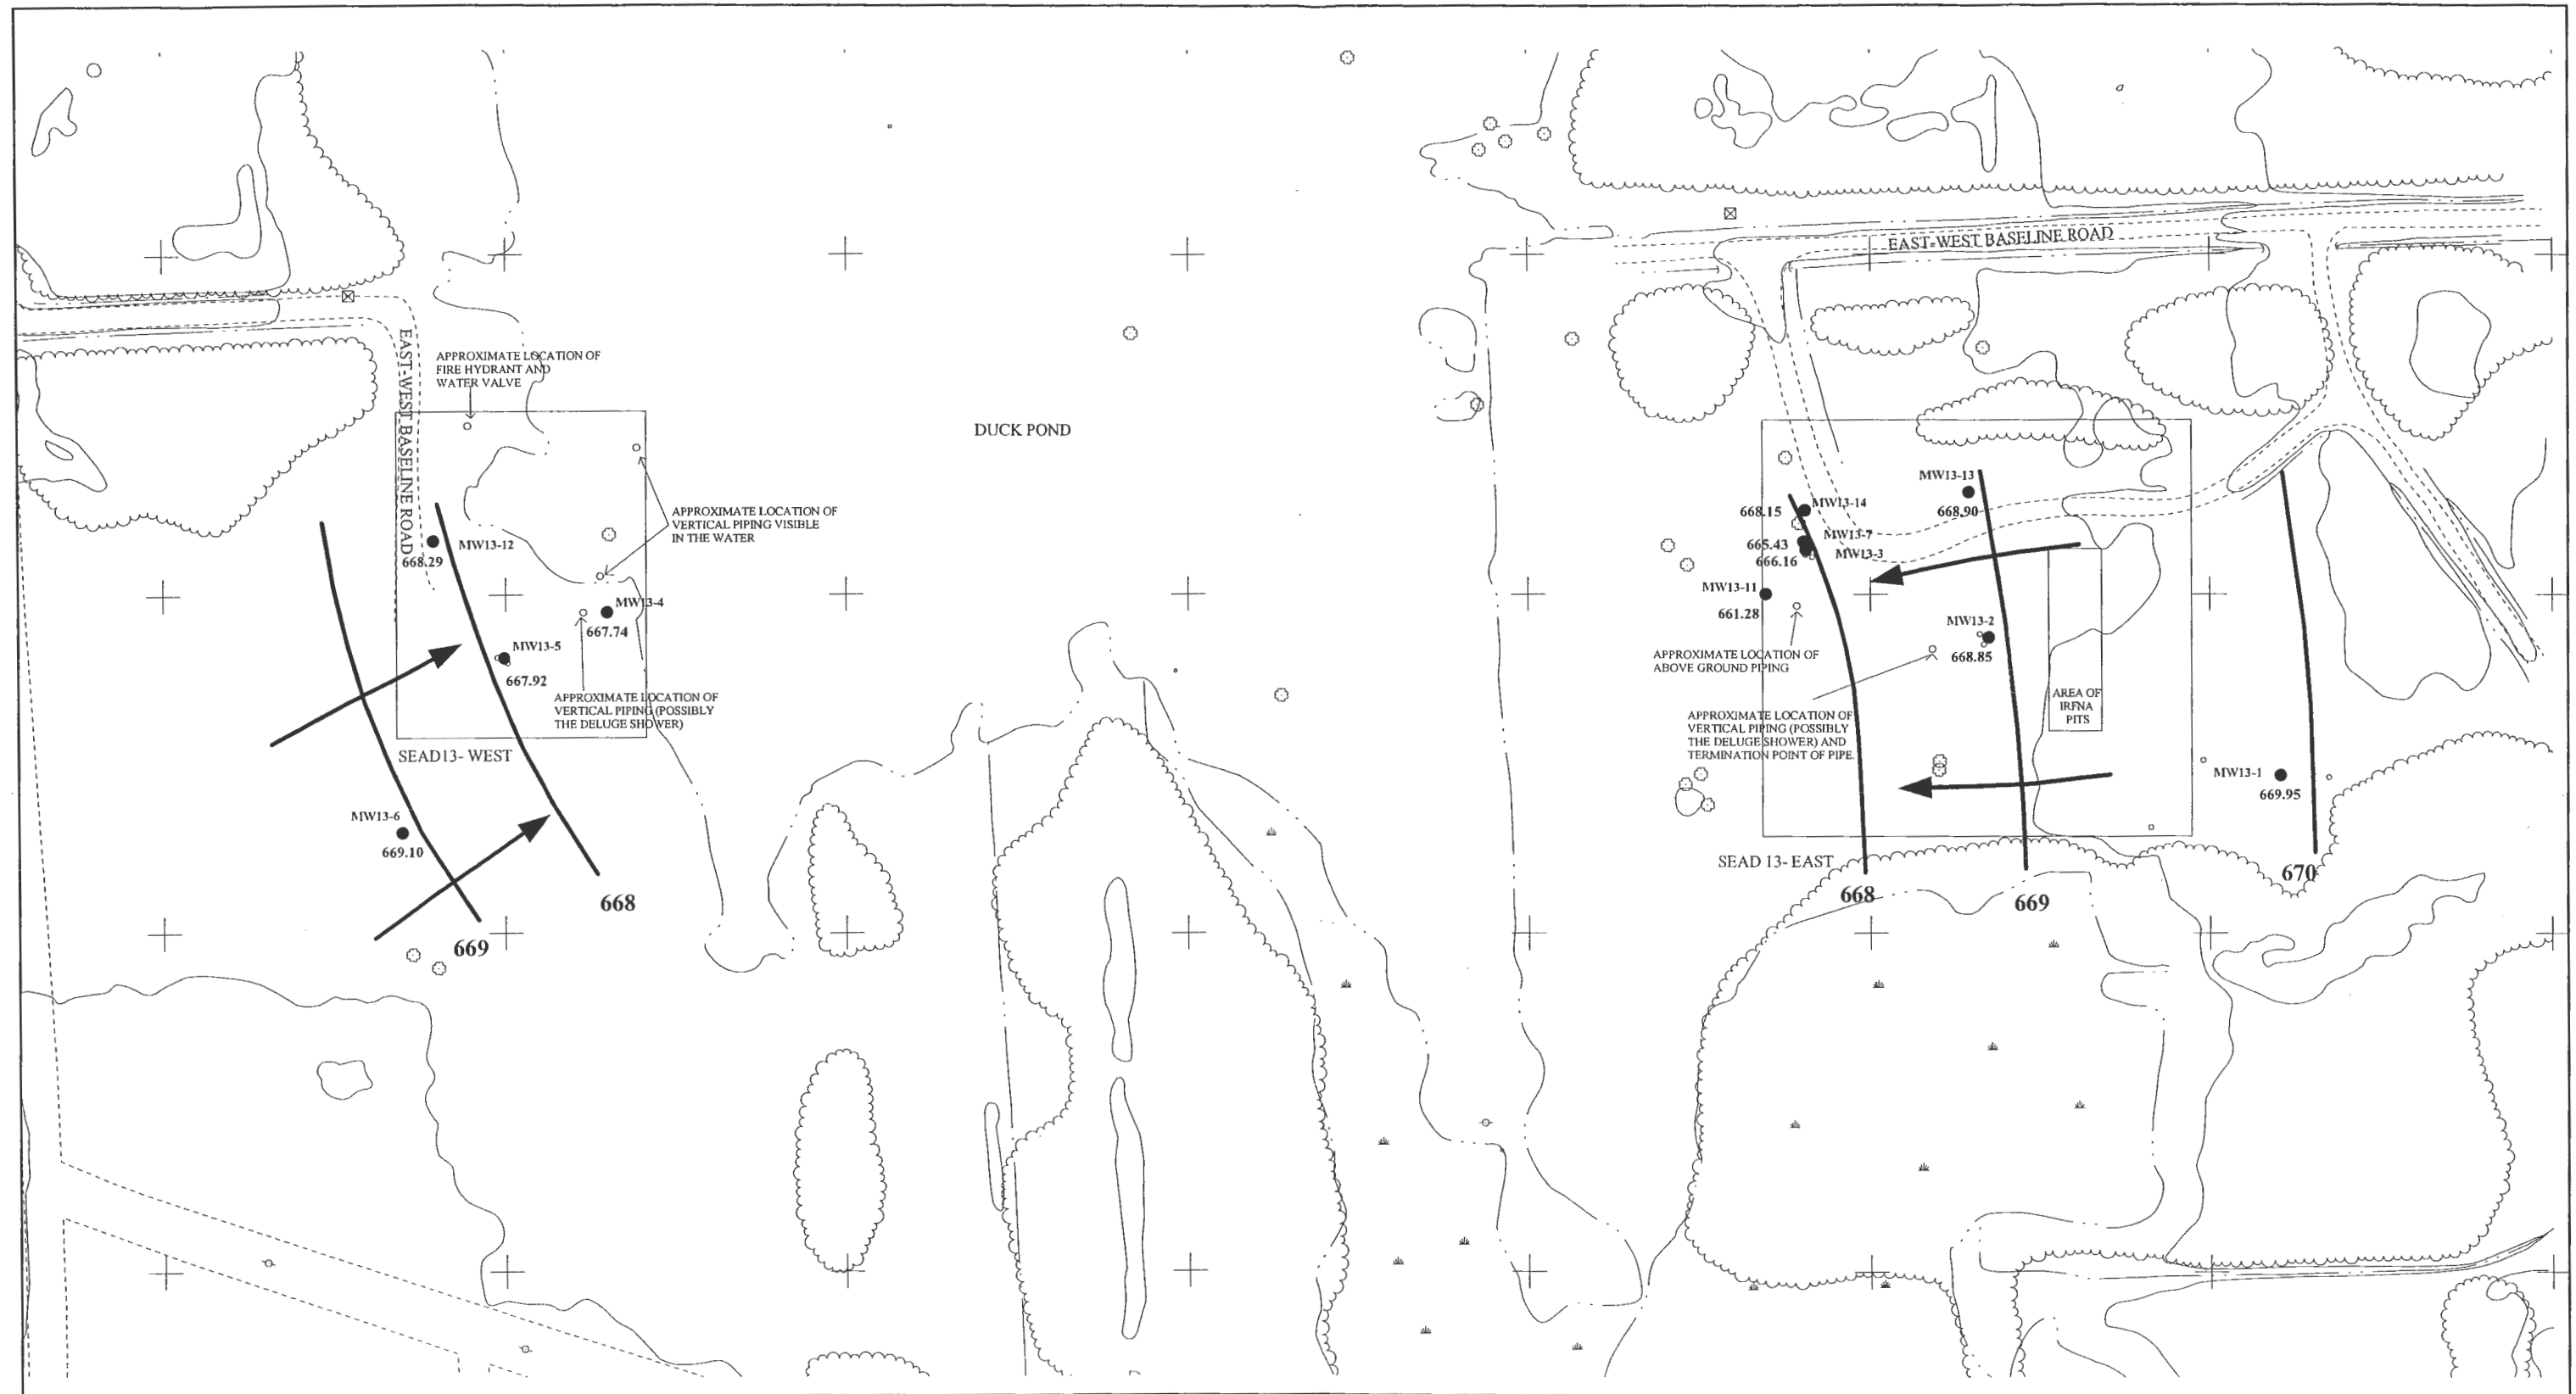 EAST-WEST BASELINE ROAD
APPROXIMATE LOCATION OF
FIRE HYDRANT AND
WATER VALVE
EAST-WEST BASELINE ROAD
DUCK POND
APPROXIMATE LOCATION OF
VERTICAL PIPING VISIBLE
IN THE WATER
MW13-12
668.29
MW13-4
667.74
MW13-5
667.92
APPROXIMATE LOCATION OF
VERTICAL PIPING (POSSIBLY
THE DELUGE SHOWER)
SEAD13- WEST
MW13-6
669.10
668
669
MW13-13
668.90
MW13-14
668.15
MW13-7
665.43
MW13-3
666.16
MW13-11
661.28
MW13-2
668.85
APPROXIMATE LOCATION OF
ABOVE GROUND PIPING
AREA OF
IRFNA
PITS
APPROXIMATE LOCATION OF
VERTICAL PIPING (POSSIBLY
THE DELUGE SHOWER) AND
TERMINATION POINT OF PIPE.
MW13-1
669.95
SEAD 13- EAST
668
669
670